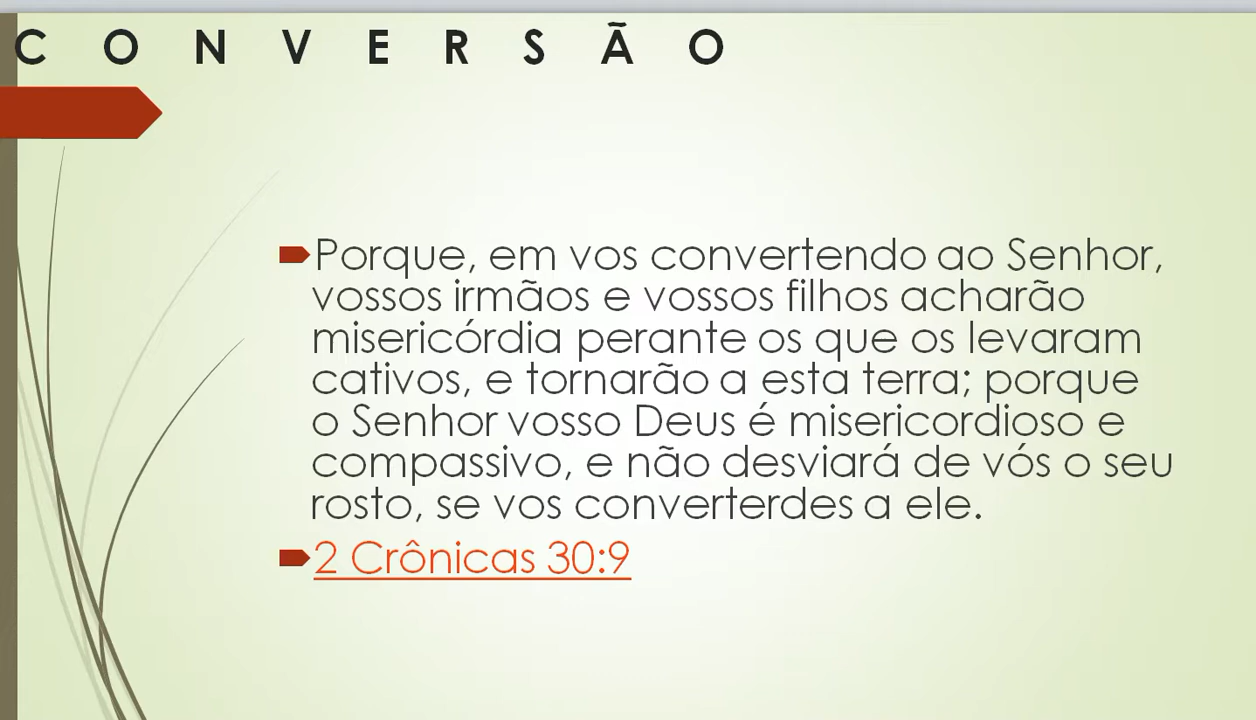 C O N V E R S Ã O
Porque, em vos convertendo ao Senhor,
vossos irmãos e vossos filhos acharão
misericórdia perante os que os levaram
cativos, e tornarão a esta terra; porque
o Senhor vosso Deus é misericordioso e
compassivo, e não desviará de vós o seu
rosto, se vos converterdes a ele.
2 Crônicas 30:9